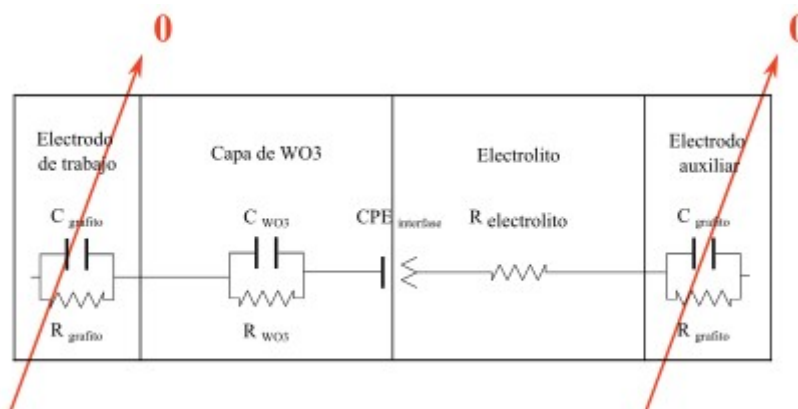 0
0
Electrodo
de trabajo
Capa de WO3
Electrolito
Electrodo
auxiliar
C grafito
C WO3
CPE interfase
R electrolito
C grafito
R grafito
R WO3
R grafito